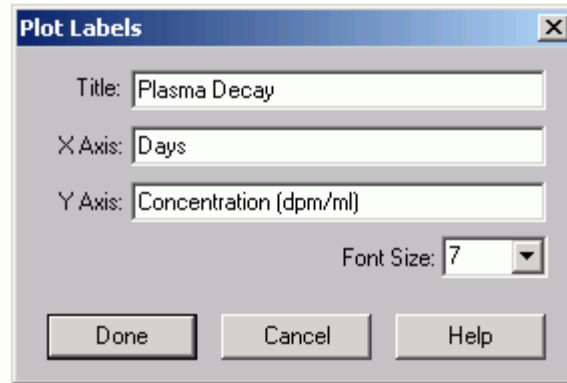 Plot Labels
Title: Plasma Decay
X Axis: Days
Y Axis: Concentration (dpm/ml)
Font Size: 7
Done Cancel Help